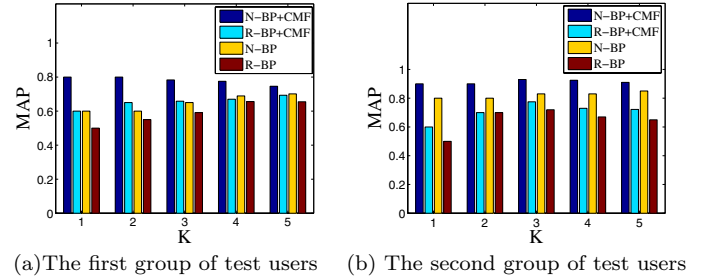 N-BP+CMF
R-BP+CMF
N-BP
R-BP
1
0.8
0.6
0.4
0.2
0
MAP
1 2 3 4 5
K
(a)The first group of test users
N-BP+CMF
R-BP+CMF
N-BP
R-BP
1
0.8
0.6
0.4
0.2
0
MAP
1 2 3 4 5
K
(b) The second group of test users